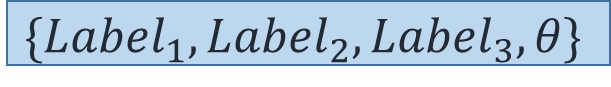 {Label₁, Label₂, Label₃, θ}